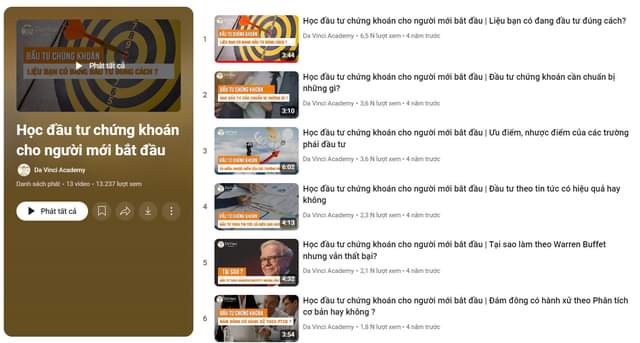 ĐẦU TƯ CHỨNG KHOÁN
LIỆU BẠN CÓ ĐANG ĐẦU TƯ ĐÚNG CÁCH ?
Phát tất cả
Học đầu tư chứng khoán
cho người mới bắt đầu
Da Vinci Academy
Danh sách phát • 13 video • 13.237 lượt xem
Phát tất cả
1
ĐẦU TƯ CHỨNG KHOÁN
LIỆU BẠN CÓ ĐANG ĐẦU TƯ ĐÚNG CÁCH ?
3:44
Học đầu tư chứng khoán cho người mới bắt đầu | Liệu bạn có đang đầu tư đúng cách?
Da Vinci Academy • 6,5 N lượt xem • 4 năm trước
2
ĐẦU TƯ CHỨNG KHOÁN
3:10
Học đầu tư chứng khoán cho người mới bắt đầu | Đầu tư chứng khoán cần chuẩn bị
những gì?
Da Vinci Academy • 3,6 N lượt xem • 4 năm trước
3
ĐẦU TƯ CHỨNG KHOÁN
6:02
Học đầu tư chứng khoán cho người mới bắt đầu | Ưu điểm, nhược điểm của các trường
phái đầu tư
Da Vinci Academy • 3,6 N lượt xem • 4 năm trước
4
ĐẦU TƯ CHỨNG KHOÁN
4:13
Học đầu tư chứng khoán cho người mới bắt đầu | Đầu tư theo tin tức có hiệu quả hay
không
Da Vinci Academy • 2,3 N lượt xem • 4 năm trước
5
TẠI SAO ?
4:32
Học đầu tư chứng khoán cho người mới bắt đầu | Tại sao làm theo Warren Buffet
nhưng vẫn thất bại?
Da Vinci Academy • 2,1 N lượt xem • 4 năm trước
6
ĐẦU TƯ CHỨNG KHOÁN
3:54
Học đầu tư chứng khoán cho người mới bắt đầu | Đám đông có hành xử theo Phân tích
cơ bản hay không ?
Da Vinci Academy • 1,8 N lượt xem • 4 năm trước